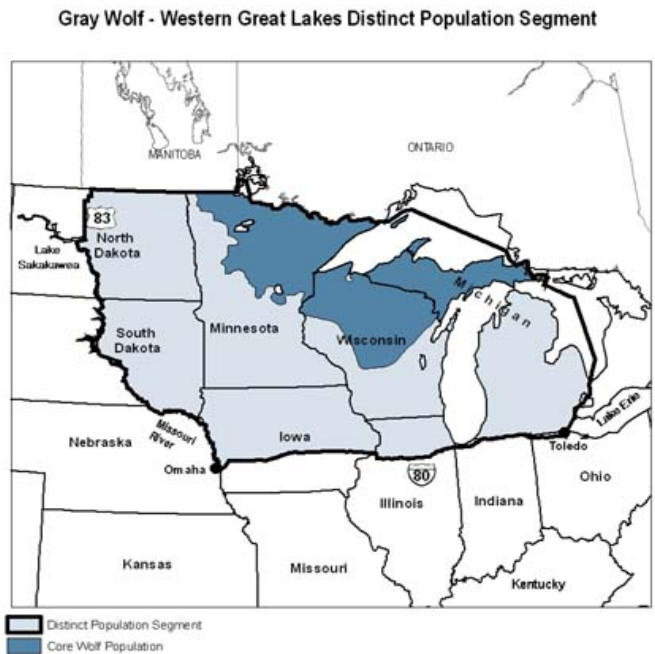 Gray Wolf - Western Great Lakes Distinct Population Segment
MANITOBA
ONTARIO
83
North
Dakota
Lake
Sakakawea
Michigan
South
Dakota
Minnesota
Wisconsin
Nebraska
Missouri
River
Iowa
Lake Erie
Toledo
Omaha
80
Illinois
Indiana
Ohio
Kansas
Missouri
Kentucky
Distinct Population Segment
Core Wolf Population